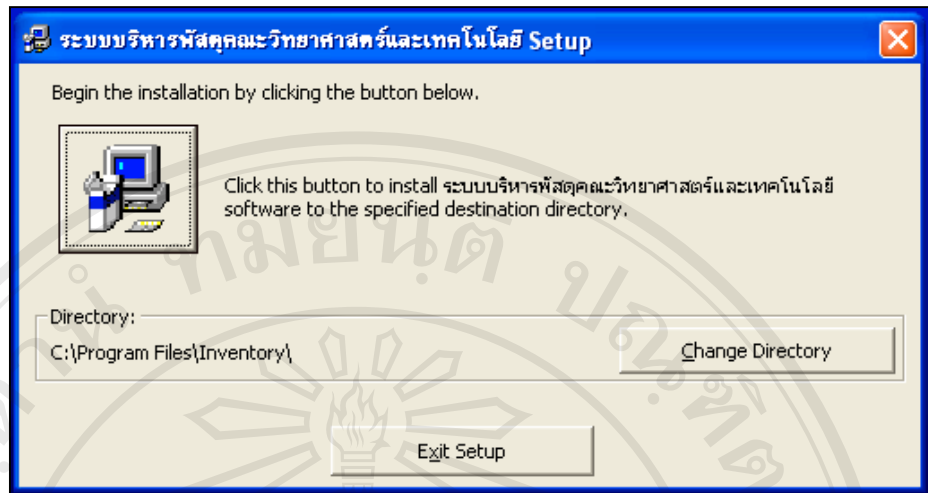 ระบบบริหารพัสดุคณะวิทยาศาสตร์และเทคโนโลยี Setup
Begin the installation by clicking the button below.
Click this button to install ระบบบริหารพัสดุคณะวิทยาศาสตร์และเทคโนโลยี
software to the specified destination directory.
Directory:
C:\Program Files\Inventory\
Change Directory
Exit Setup